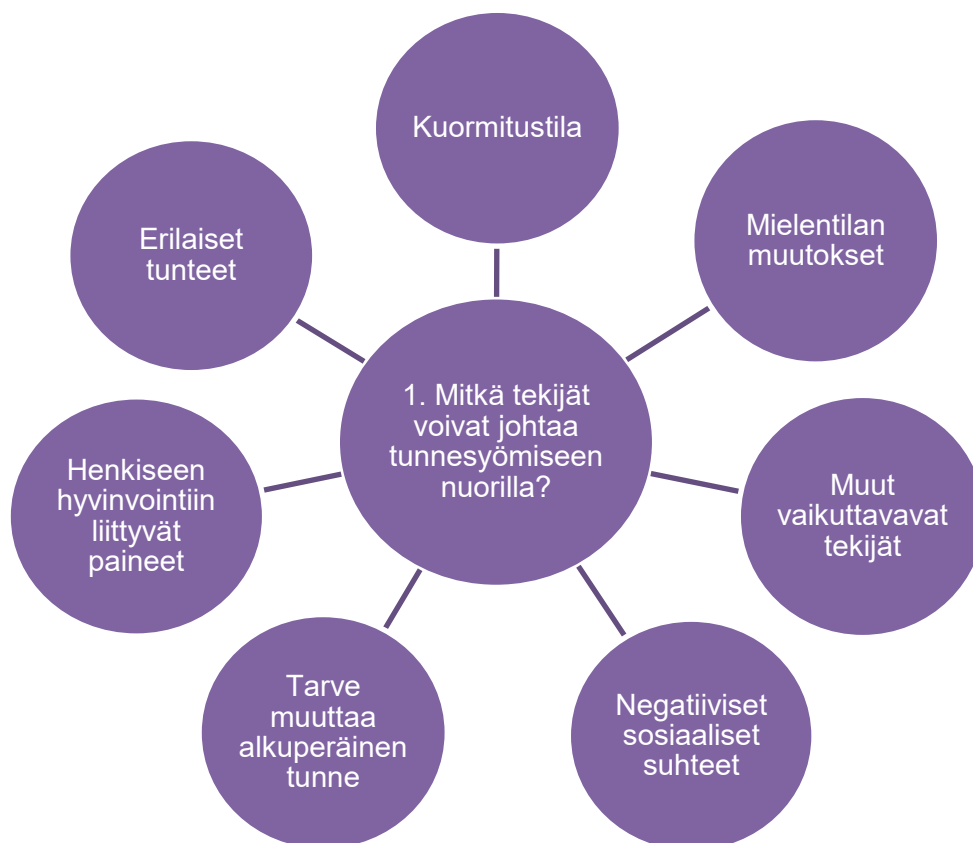 Kuormitustila
Mielentilan
muutokset
Muut
vaikuttavavat
tekijät
Negatiiviset
sosiaaliset
suhteet
Tarve
muuttaa
alkuperäinen
tunne
Henkiseen
hyvinvointiin
liittyvät
paineet
Erilaiset
tunteet
1. Mitkä tekijät
voivat johtaa
tunnesyömiseen
nuorilla?